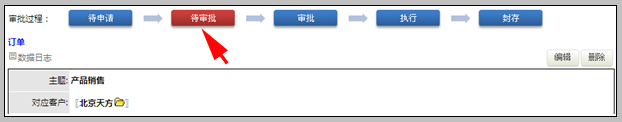 审批过程： 待申请 待审批 审批 执行 封存
订单
数据日志 编辑 删除
主题: 产品销售
对应客户: 〖北京天方〗